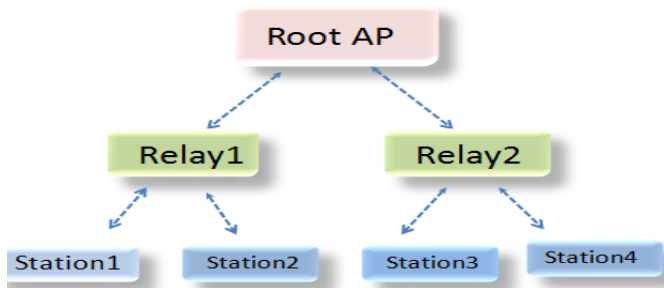 Root AP
Relay1
Relay2
Station1
Station2
Station3
Station4